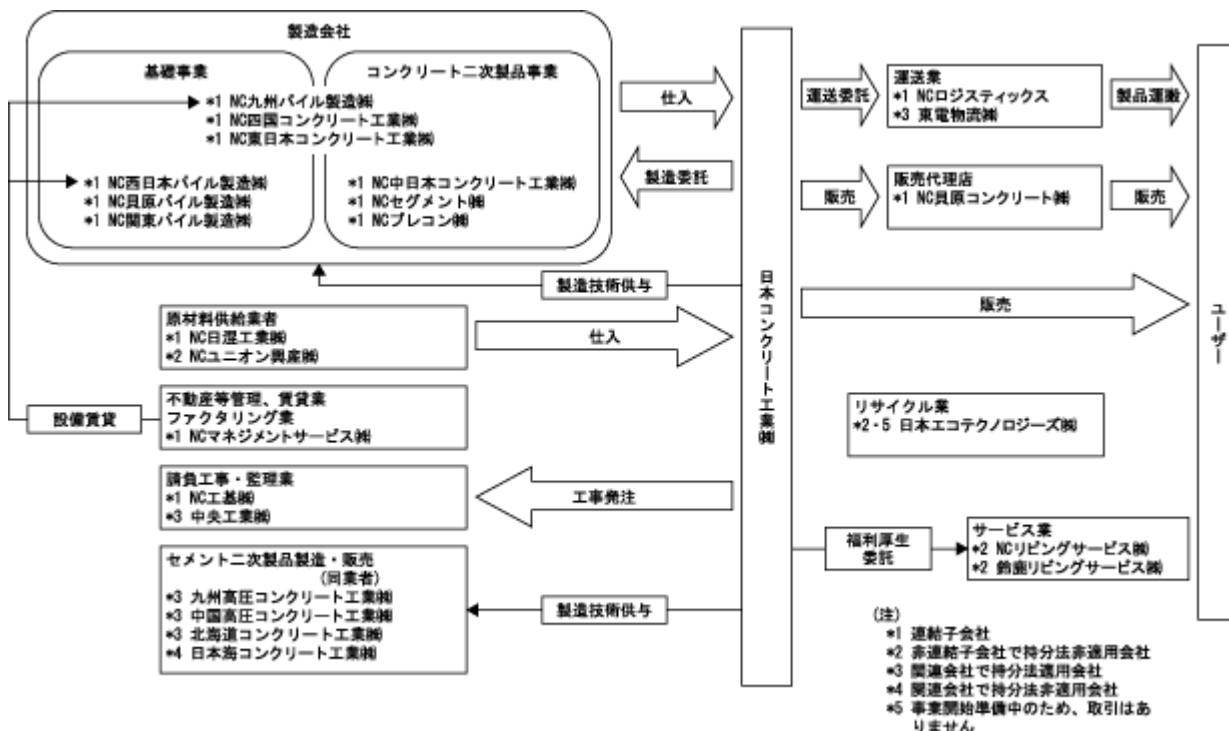 製造会社
基礎事業
コンクリート二次製品事業
*1 NC九州パイル製造㈱
*1 NC四国コンクリート工業㈱
*1 NC東日本コンクリート工業㈱
*1 NC西日本パイル製造㈱
*1 NC貝原パイル製造㈱
*1 NC関東パイル製造㈱
*1 NC中日本コンクリート工業㈱
*1 NCセグメント㈱
*1 NCプレコン㈱
仕入
製造委託
製造技術供与
原材料供給業者
*1 NC日混工業㈱
*2 NCユニオン興産㈱
仕入
不動産等管理、賃貸業
ファクタリング業
*1 NCマネジメントサービス㈱
設備賃貸
請負工事・監理業
*1 NC工基㈱
*3 中央工業㈱
工事発注
セメント二次製品製造・販売
(同業者)
*3 九州高圧コンクリート工業㈱
*3 中国高圧コンクリート工業㈱
*3 北海道コンクリート工業㈱
*4 日本海コンクリート工業㈱
製造技術供与
日本コンクリート工業㈱
運送委託
運送業
*1 NCロジスティックス
*3 東電物流㈱
製品運搬
販売
販売代理店
*1 NC貝原コンクリート㈱
販売
販売
リサイクル業
*2・5 日本エコテクノロジーズ㈱
福利厚生
委託
サービス業
*2 NCリビングサービス㈱
*2 鈴鹿リビングサービス㈱
ユーザー
(注)
*1 連結子会社
*2 非連結子会社で持分法非適用会社
*3 関連会社で持分法適用会社
*4 関連会社で持分法非適用会社
*5 事業開始準備中のため、取引はあ
りません